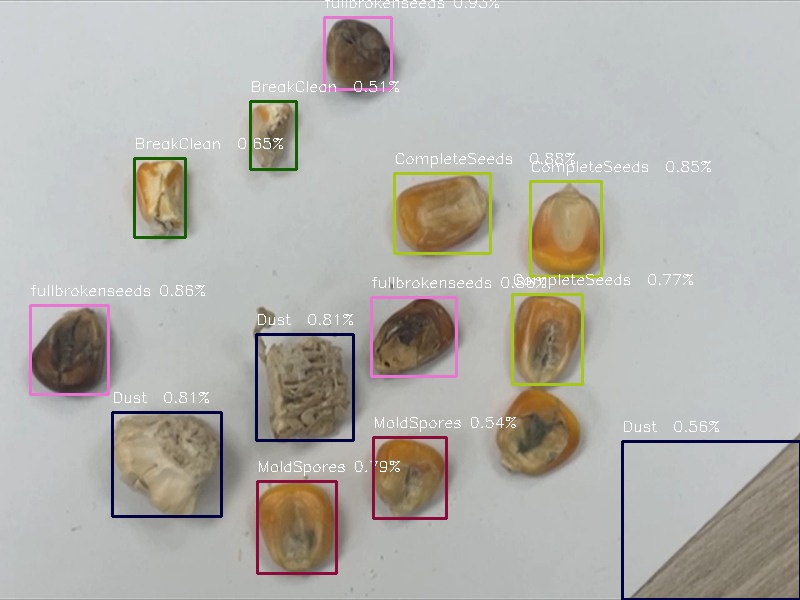 fullbrokenseeds 0.93%
BreakClean 0.51%
BreakClean 0.65%
CompleteSeeds 0.88%
CompleteSeeds 0.85%
fullbrokenseeds 0.86%
fullbrokenseeds
CompleteSeeds 0.77%
Dust 0.81%
Dust 0.81%
MoldSpores 0.54%
Dust 0.56%
MoldSpores 0.79%